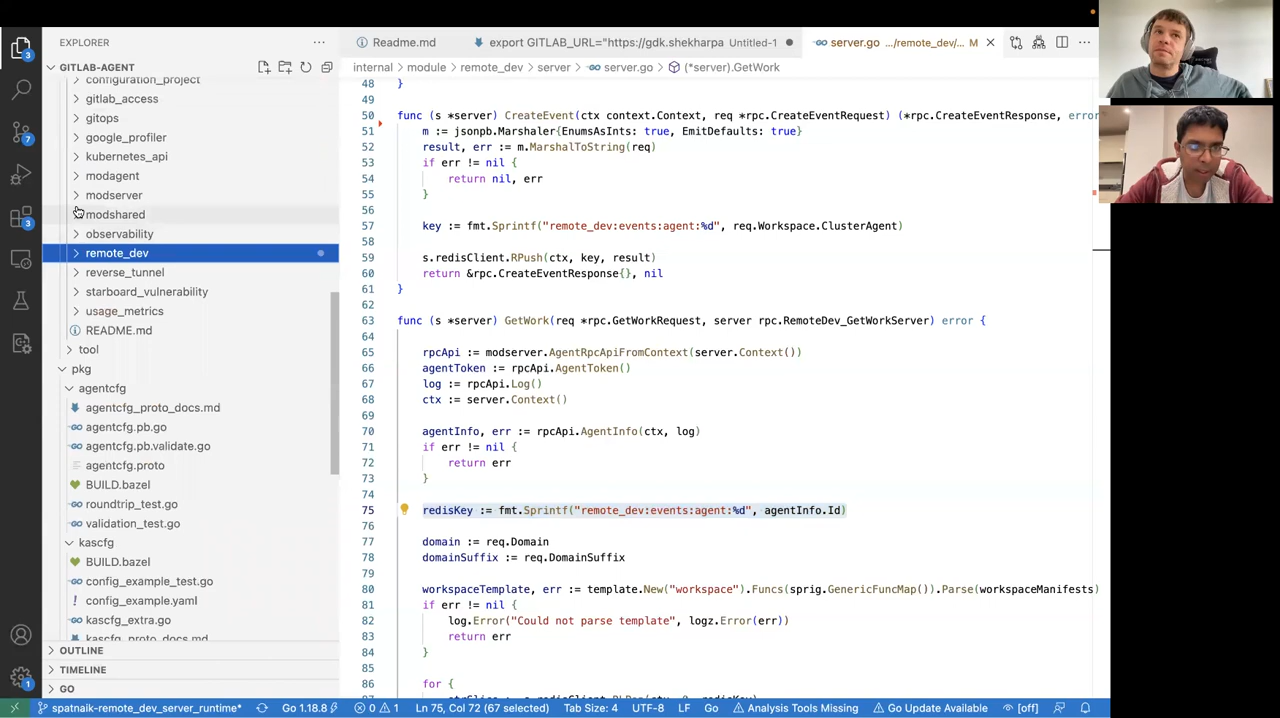 EXPLORER
GITLAB-AGENT
configuration_project
gitlab_access
gitops
google_profiler
kubernetes_api
modagent
modserver
modshared
observability
remote_dev
reverse_tunnel
starboard_vulnerability
usage_metrics
README.md
tool
pkg
agentcfg
agentcfg_proto_docs.md
agentcfg.pb.go
agentcfg.pb.validate.go
agentcfg.proto
BUILD.bazel
roundtrip_test.go
validation_test.go
kascfg
BUILD.bazel
config_example_test.go
config_example.yaml
kascfg_extra.go
kascfg_proto_docs.md
OUTLINE
TIMELINE
GO
3
7
3
1
Readme.md
export GITLAB_URL="https://gdk.shekharpa Untitled-1
server.go .../remote_dev/... M
internal > module > remote_dev > server > server.go > (*server).GetWork
48 }
49
50 func (s *server) CreateEvent(ctx context.Context, req *rpc.CreateEventRequest) (*rpc.CreateEventResponse, error
51 m := jsonpb.Marshaler{EnumsAsInts: true, EmitDefaults: true}
52 result, err := m.MarshalToString(req)
53 if err != nil {
54 return nil, err
55 }
56
57 key := fmt.Sprintf("remote_dev:events:agent:%d", req.Workspace.ClusterAgent)
58
59 s.redisClient.RPush(ctx, key, result)
60 return &rpc.CreateEventResponse{}, nil
61 }
62
63 func (s *server) GetWork(req *rpc.GetWorkRequest, server rpc.RemoteDev_GetWorkServer) error {
64
65 rpcApi := modserver.AgentRpcApiFromContext(server.Context())
66 agentToken := rpcApi.AgentToken()
67 log := rpcApi.Log()
68 ctx := server.Context()
69
70 agentInfo, err := rpcApi.AgentInfo(ctx, log)
71 if err != nil {
72 return err
73 }
74
75 redisKey := fmt.Sprintf("remote_dev:events:agent:%d", agentInfo.Id)
76
77 domain := req.Domain
78 domainSuffix := req.DomainSuffix
79
80 workspaceTemplate, err := template.New("workspace").Funcs(sprig.GenericFuncMap()).Parse(workspaceManifests)
81 if err != nil {
82 log.Error("Could not parse template", logz.Error(err))
83 return err
84 }
85
86 for {
spatnaik-remote_dev_server_runtime* Go 1.18.8 0 1 Ln 75, Col 72 (67 selected) Tab Size: 4 UTF-8 LF Go Analysis Tools Missing Go Update Available [off]